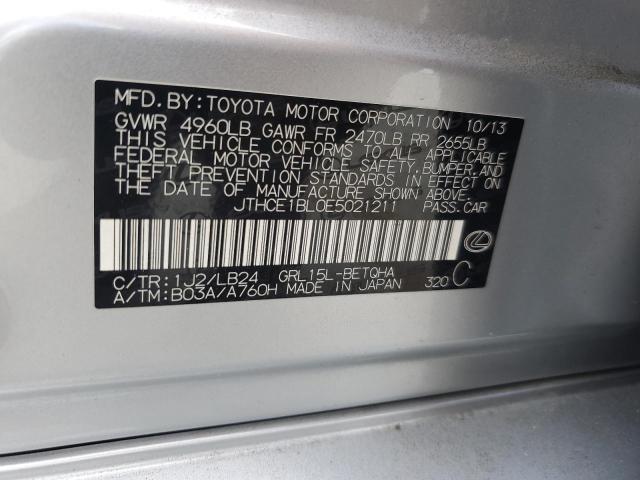 MFD. BY: TOYOTA MOTOR CORPORATION 10/13
GVWR 4960LB GAWR FR 2470LB RR 2655LB
THIS VEHICLE CONFORMS TO ALL APPLICABLE
FEDERAL MOTOR VEHICLE SAFETY, BUMPER, AND
THEFT PREVENTION STANDARDS IN EFFECT ON
THE DATE OF MANUFACTURE SHOWN ABOVE.
JTHCE1BL0E5021211 PASS.CAR
C/TR: 1J2/LB24 GRL15L-BETQHA
A/TM: B03A/A760H MADE IN JAPAN 320 C